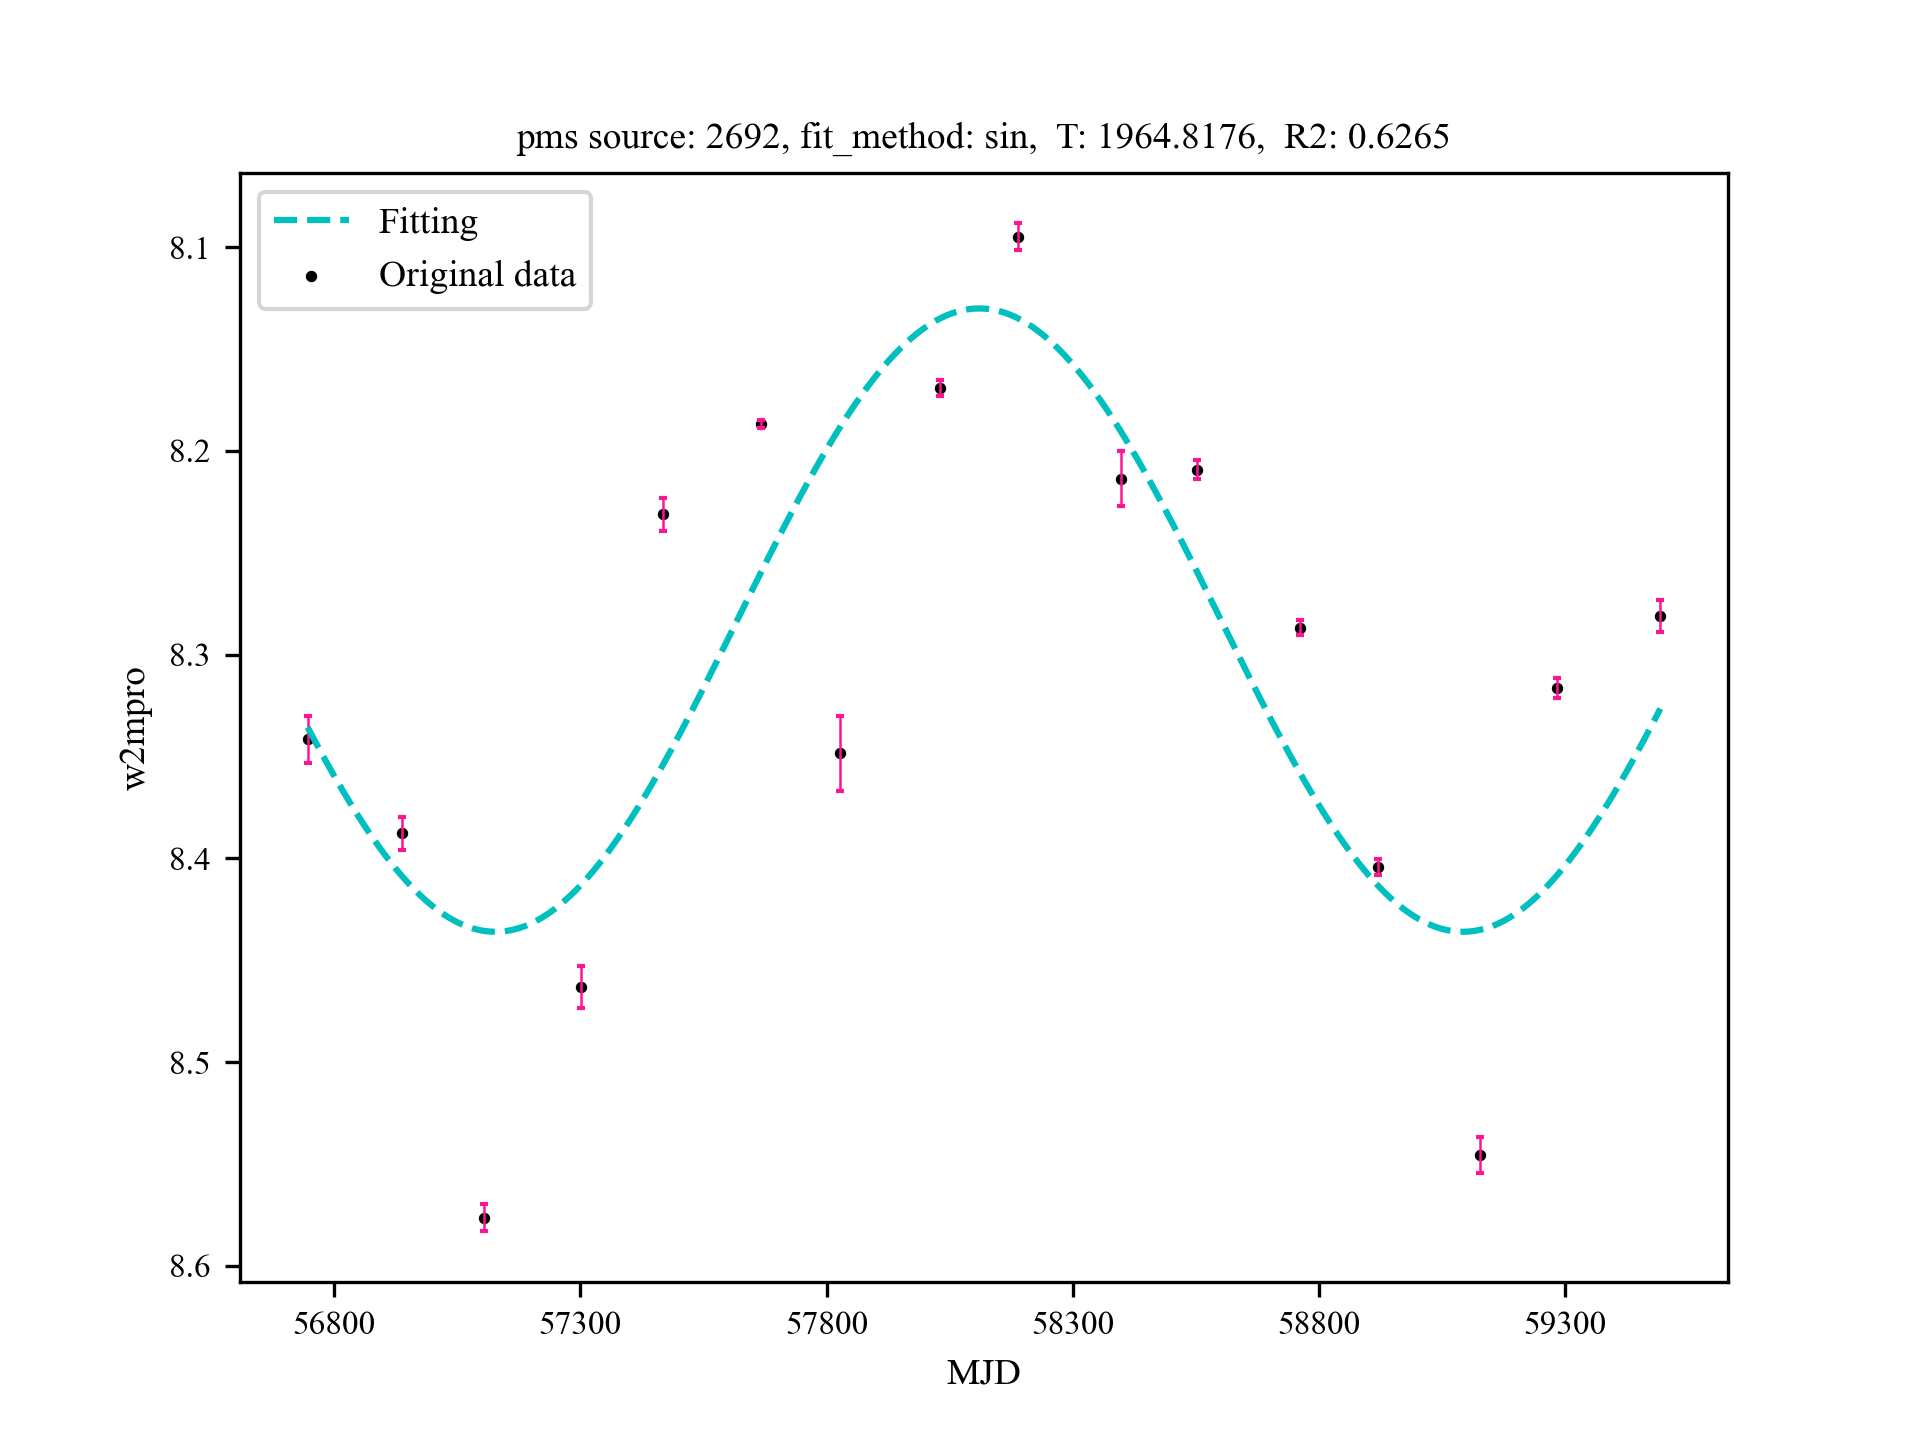 pms source: 2692, fit_method: sin,  T: 1964.8176,  R2: 0.6265
Fitting
Original data
8.1
8.2
8.3
8.4
8.5
8.6
w2mpro
56800
57300
57800
58300
58800
59300
MJD